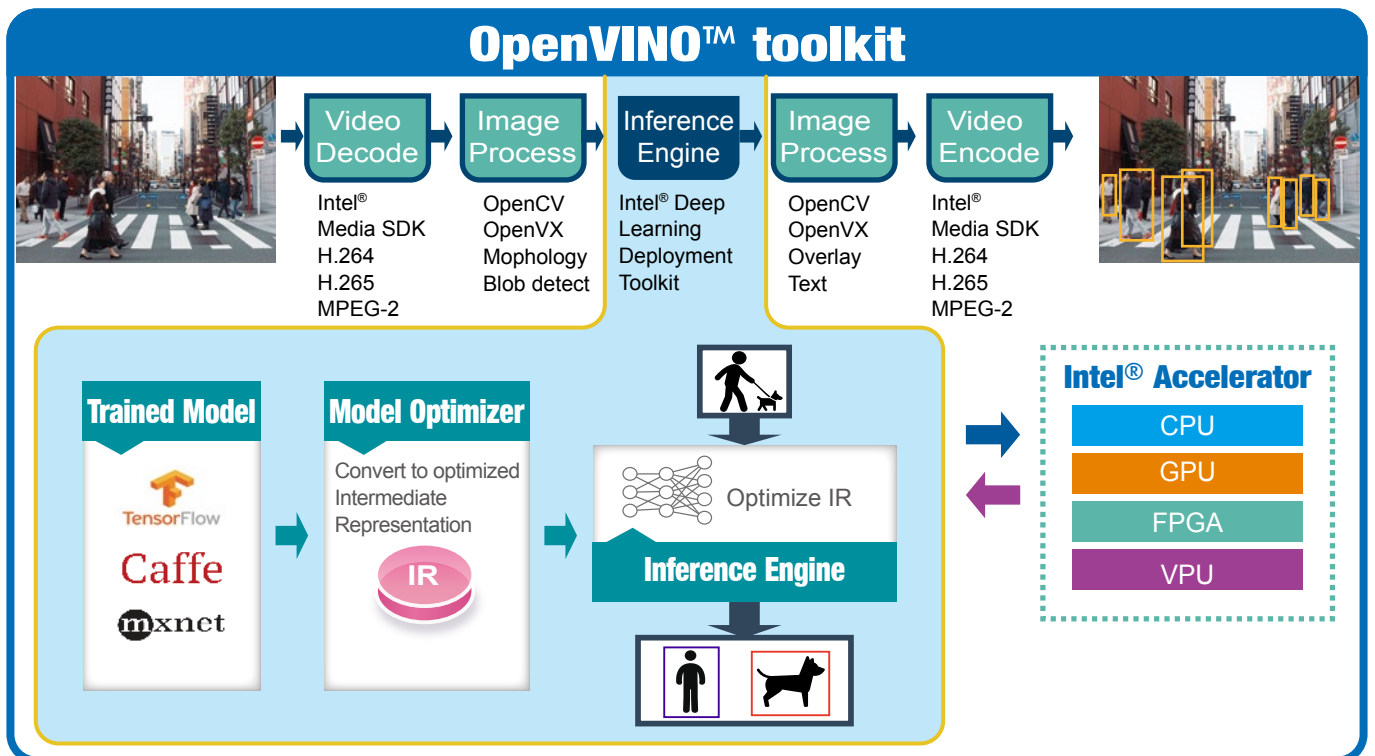 OpenVINO™ toolkit
Video
Decode
Image
Process
Inference
Engine
Image
Process
Video
Encode
Intel®
Media SDK
H.264
H.265
MPEG-2
OpenCV
OpenVX
Mophology
Blob detect
Intel® Deep
Learning
Deployment
Toolkit
OpenCV
OpenVX
Overlay
Text
Intel®
Media SDK
H.264
H.265
MPEG-2
Trained Model
TensorFlow
Caffe
mxnet
Model Optimizer
Convert to optimized
Intermediate
Representation
IR
Optimize IR
Inference Engine
Intel® Accelerator
CPU
GPU
FPGA
VPU